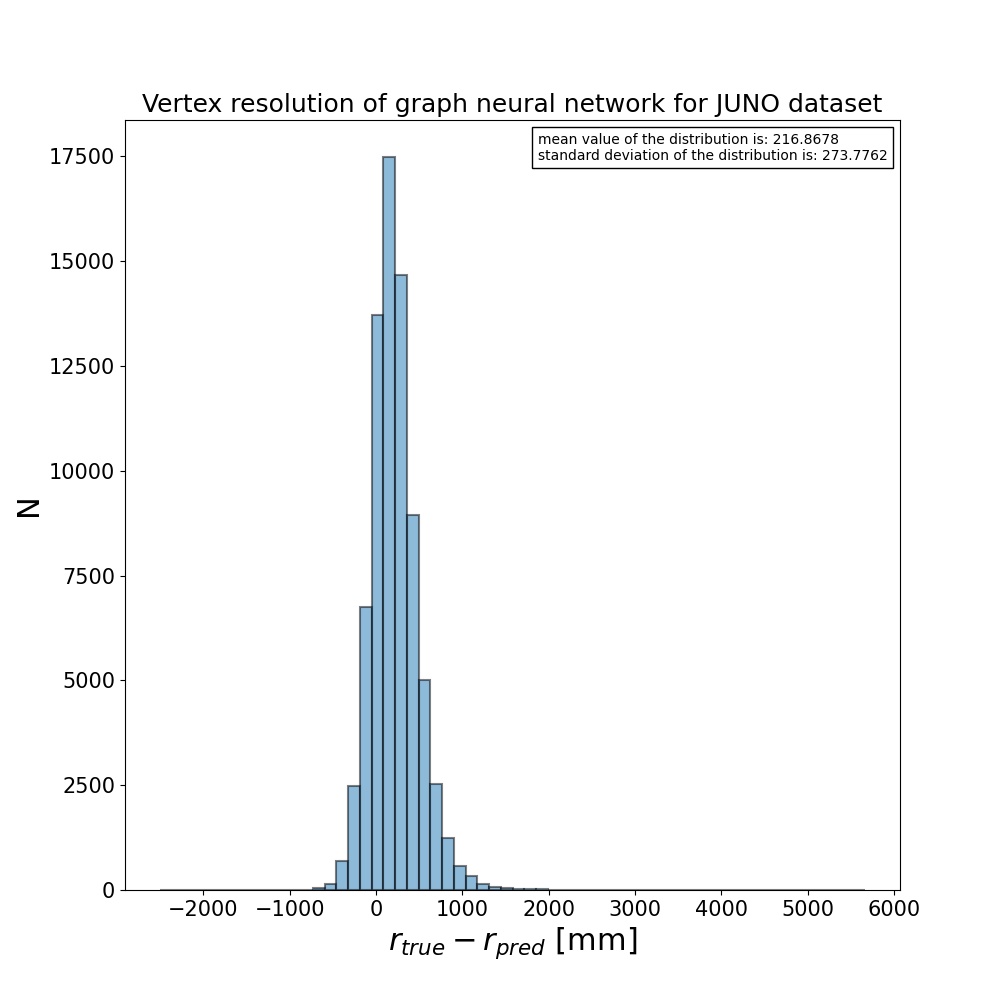 Vertex resolution of graph neural network for JUNO dataset
mean value of the distribution is: 216.8678
standard deviation of the distribution is: 273.7762
17500
15000
12500
10000
7500
5000
2500
0
N
−2000 −1000 0 1000 2000 3000 4000 5000 6000
r_true − r_pred [mm]